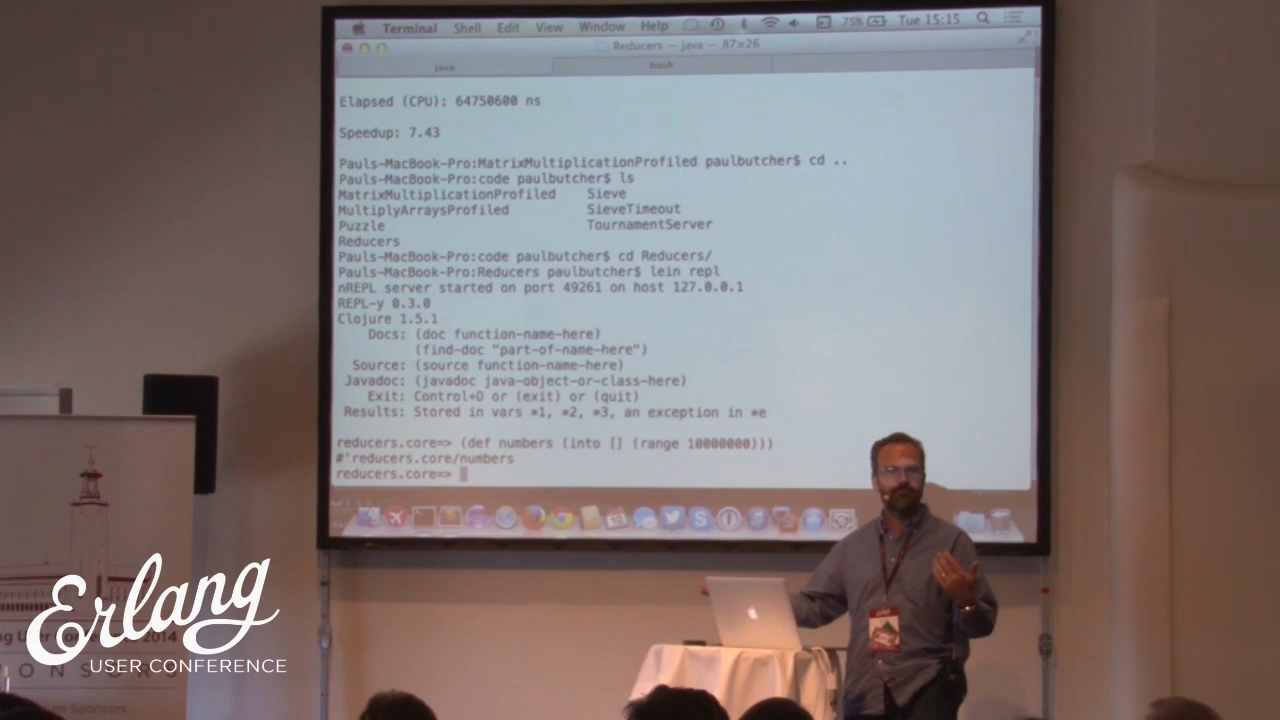 Terminal Shell Edit View Window Help 75% Tue 15:15
Reducers — java — 87×26
java bash
Elapsed (CPU): 64750600 ns
Speedup: 7.43
Pauls-MacBook-Pro:MatrixMultiplicationProfiled paulbutcher$ cd ..
Pauls-MacBook-Pro:code paulbutcher$ ls
MatrixMultiplicationProfiled Sieve
MultiplyArraysProfiled SieveTimeout
Puzzle TournamentServer
Reducers
Pauls-MacBook-Pro:code paulbutcher$ cd Reducers/
Pauls-MacBook-Pro:Reducers paulbutcher$ lein repl
nREPL server started on port 49261 on host 127.0.0.1
REPL-y 0.3.0
Clojure 1.5.1
Docs: (doc function-name-here)
(find-doc "part-of-name-here")
Source: (source function-name-here)
Javadoc: (javadoc java-object-or-class-here)
Exit: Control+D or (exit) or (quit)
Results: Stored in vars *1, *2, *3, an exception in *e
reducers.core=> (def numbers (into [] (range 10000000)))
#'reducers.core/numbers
reducers.core=>
Erlang
USER CONFERENCE
2014
Sponsors